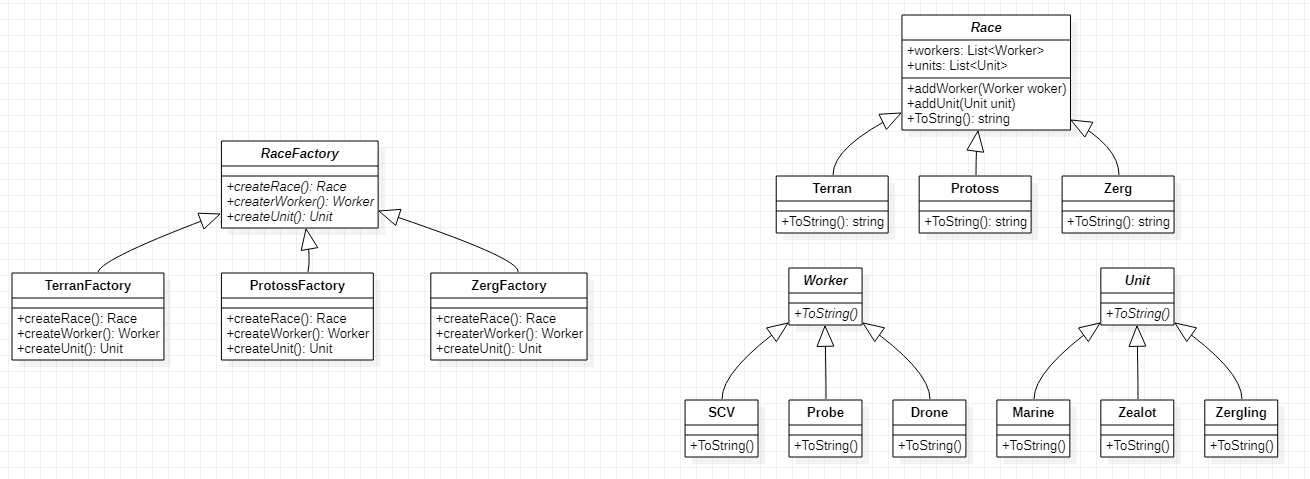 Race
+workers: List<Worker>
+units: List<Unit>
+addWorker(Worker woker)
+addUnit(Unit unit)
+ToString(): string
RaceFactory
+createRace(): Race
+createrWorker(): Worker
+createUnit(): Unit
Terran
+ToString(): string
Protoss
+ToString(): string
Zerg
+ToString(): string
TerranFactory
+createRace(): Race
+createWorker(): Worker
+createUnit(): Unit
ProtossFactory
+createRace(): Race
+createWorker(): Worker
+createUnit(): Unit
ZergFactory
+createRace(): Race
+createrWorker(): Worker
+createUnit(): Unit
Worker
+ToString()
Unit
+ToString()
SCV
+ToString()
Probe
+ToString()
Drone
+ToString()
Marine
+ToString()
Zealot
+ToString()
Zergling
+ToString()